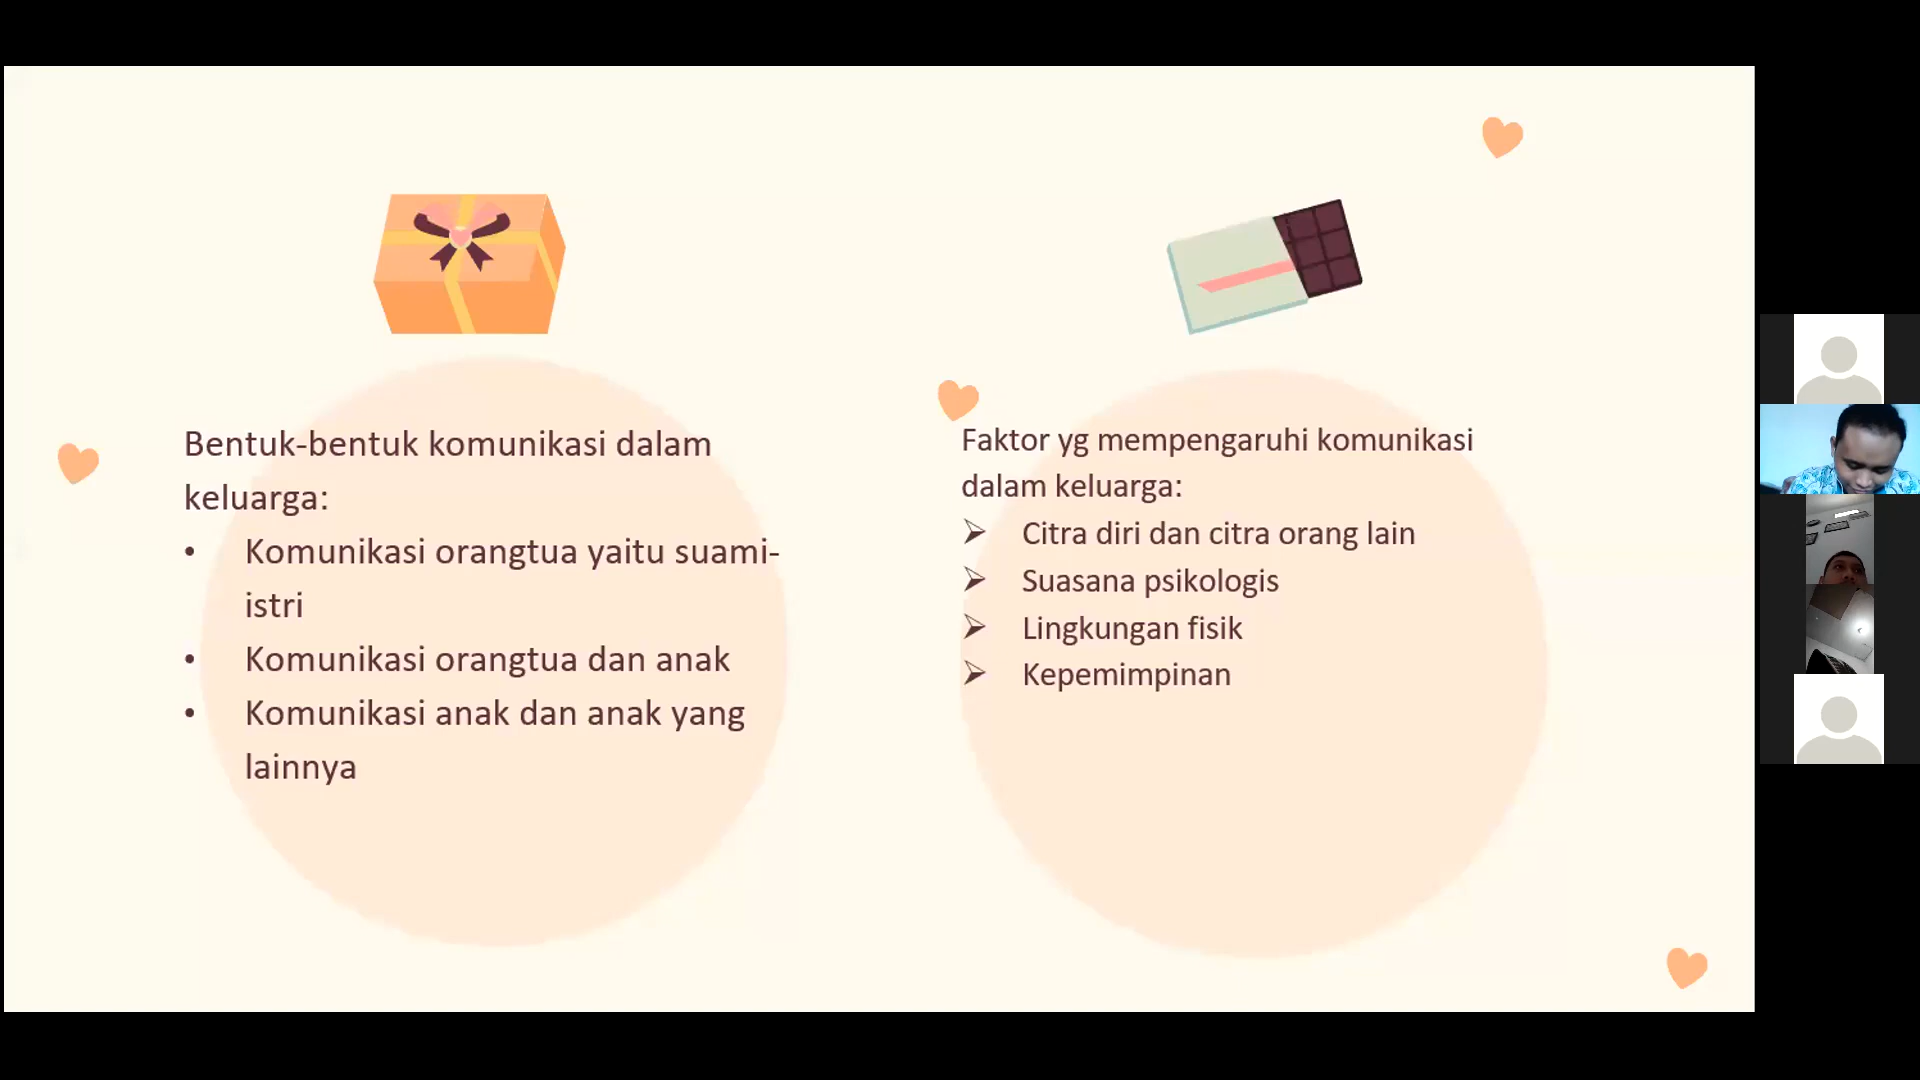 Bentuk-bentuk komunikasi dalam
keluarga:
• Komunikasi orangtua yaitu suami-
istri
• Komunikasi orangtua dan anak
• Komunikasi anak dan anak yang
lainnya
Faktor yg mempengaruhi komunikasi
dalam keluarga:
➢ Citra diri dan citra orang lain
➢ Suasana psikologis
➢ Lingkungan fisik
➢ Kepemimpinan